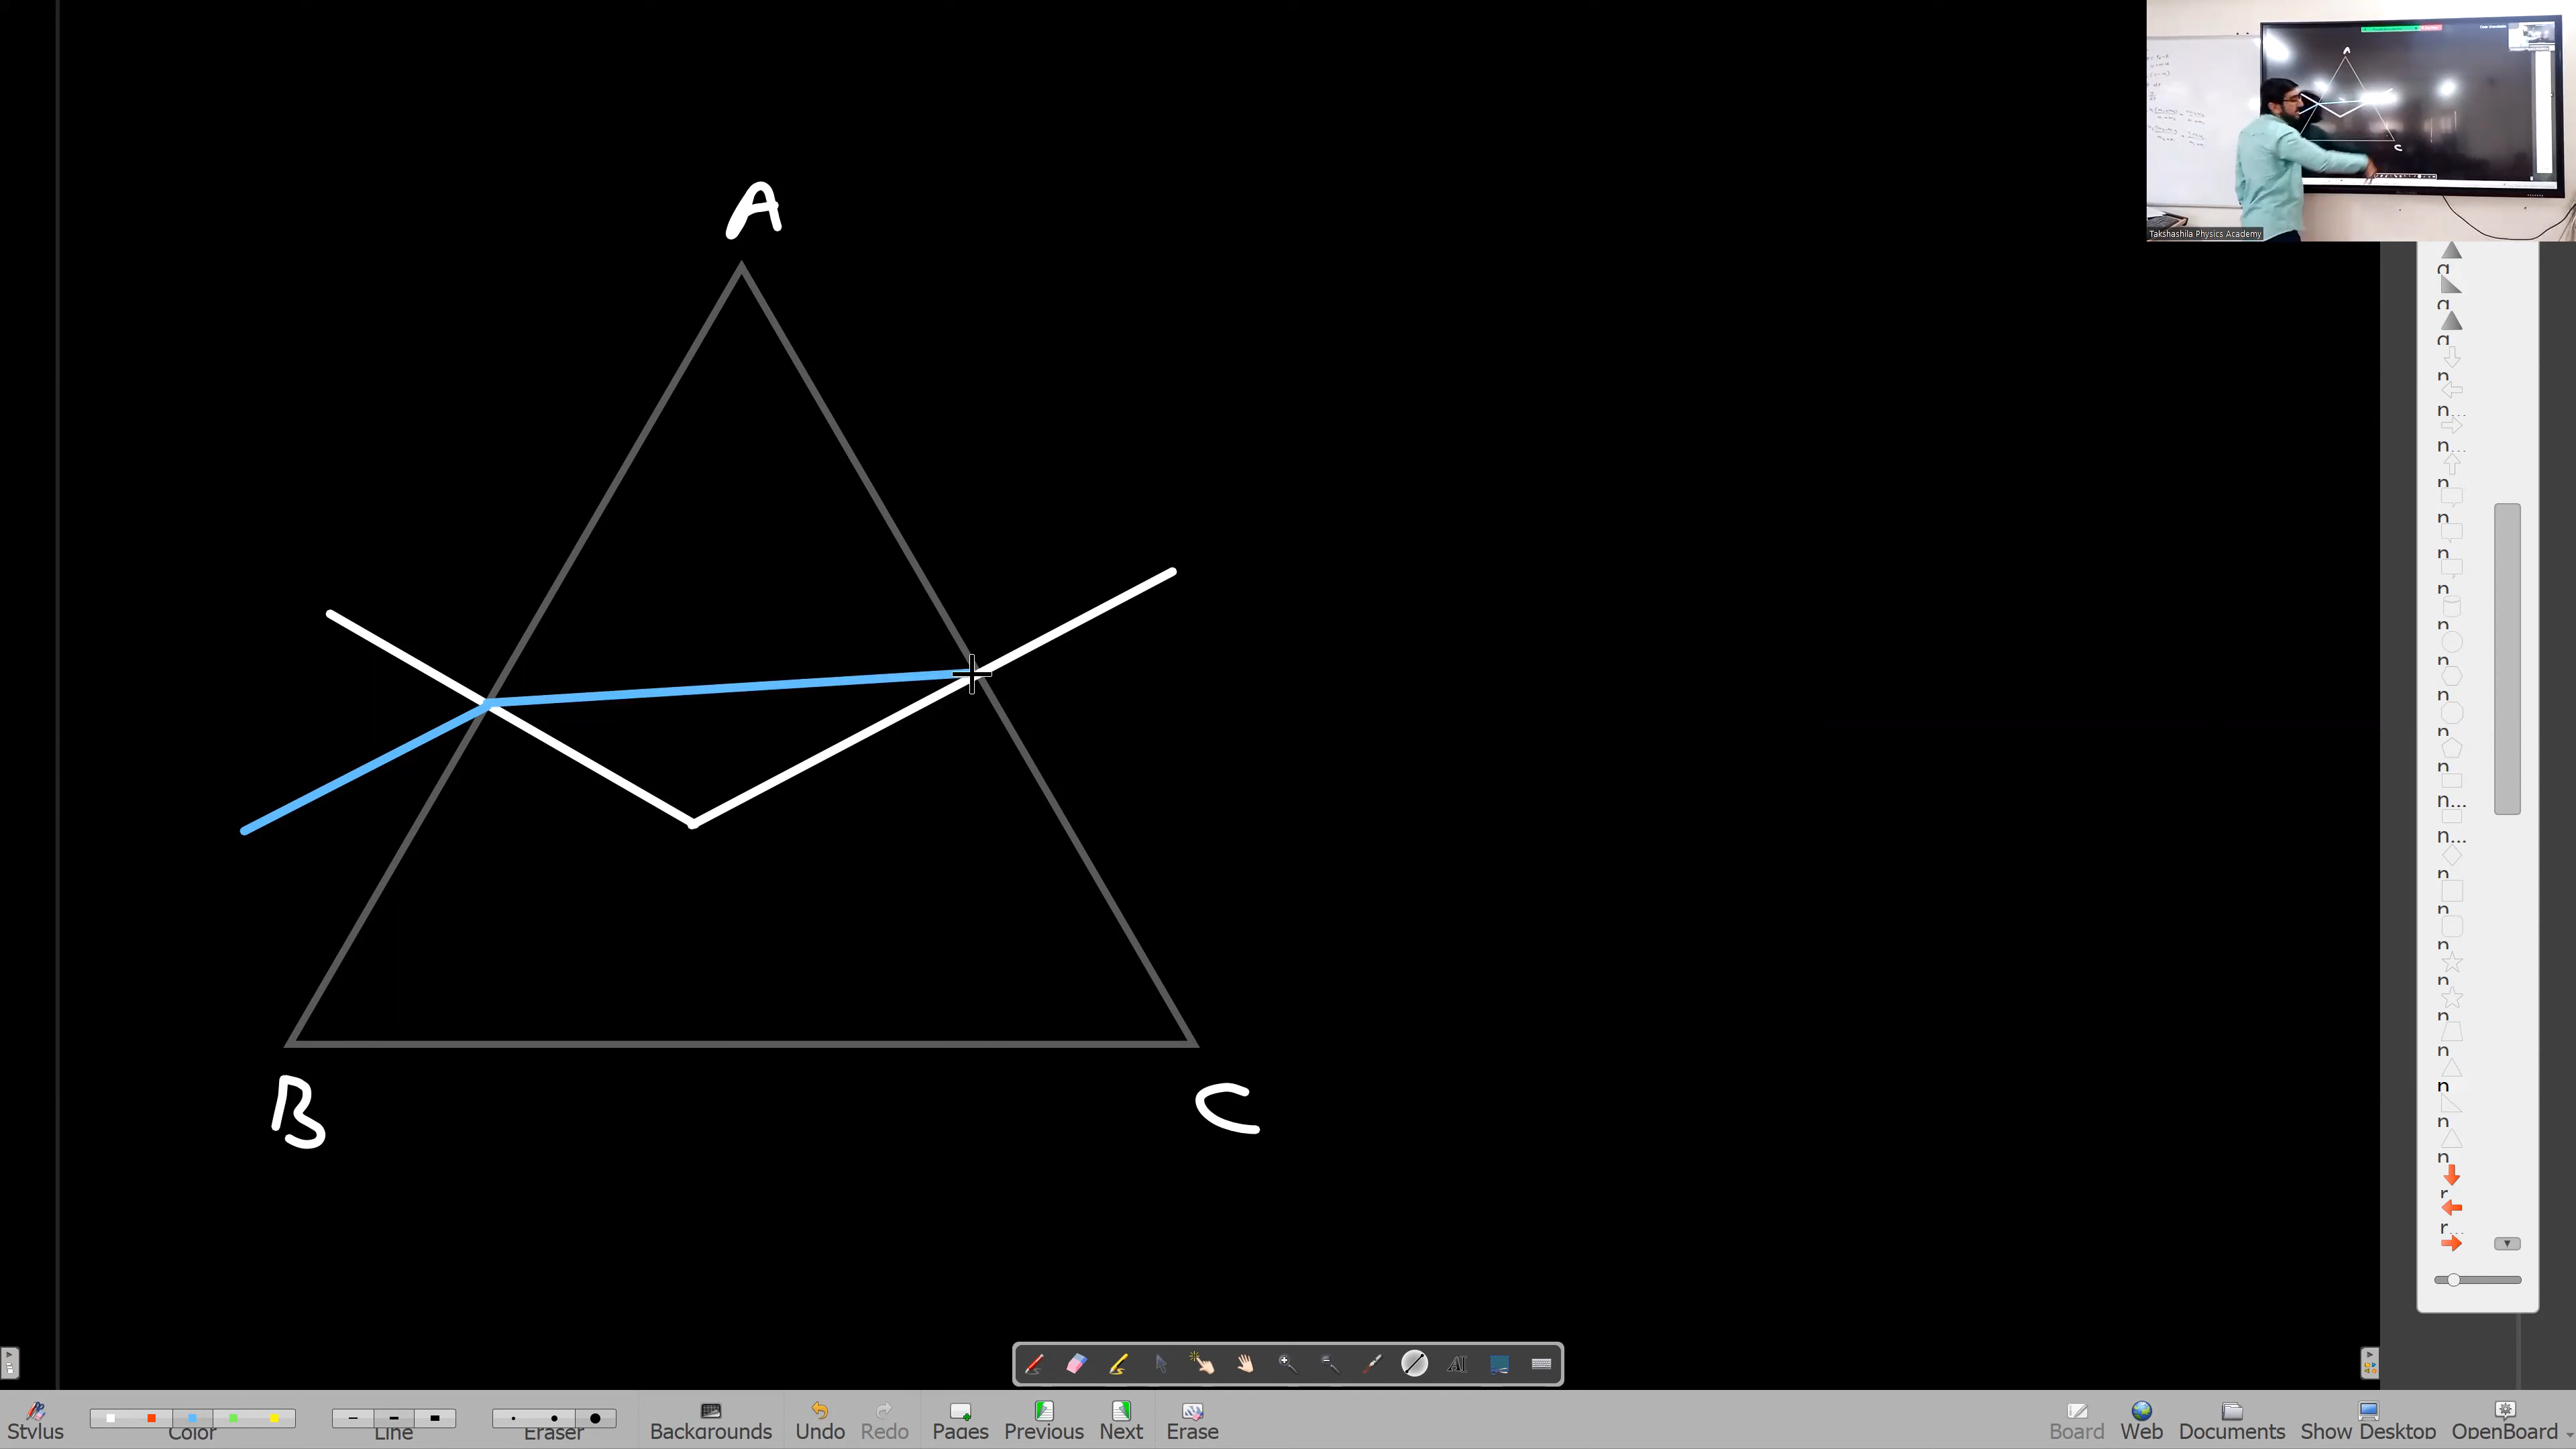 A
B
C
Takshashila Physics Academy
g
g
g
n
n...
n...
n
n
n
n
n
n
n
n
n
n
n...
n...
n
n
n
n
n
n
n
n
n
r
r...
Stylus
Color
Line
Eraser
Backgrounds
Undo
Redo
Pages
Previous
Next
Erase
Board
Web
Documents
Show Desktop
OpenBoard